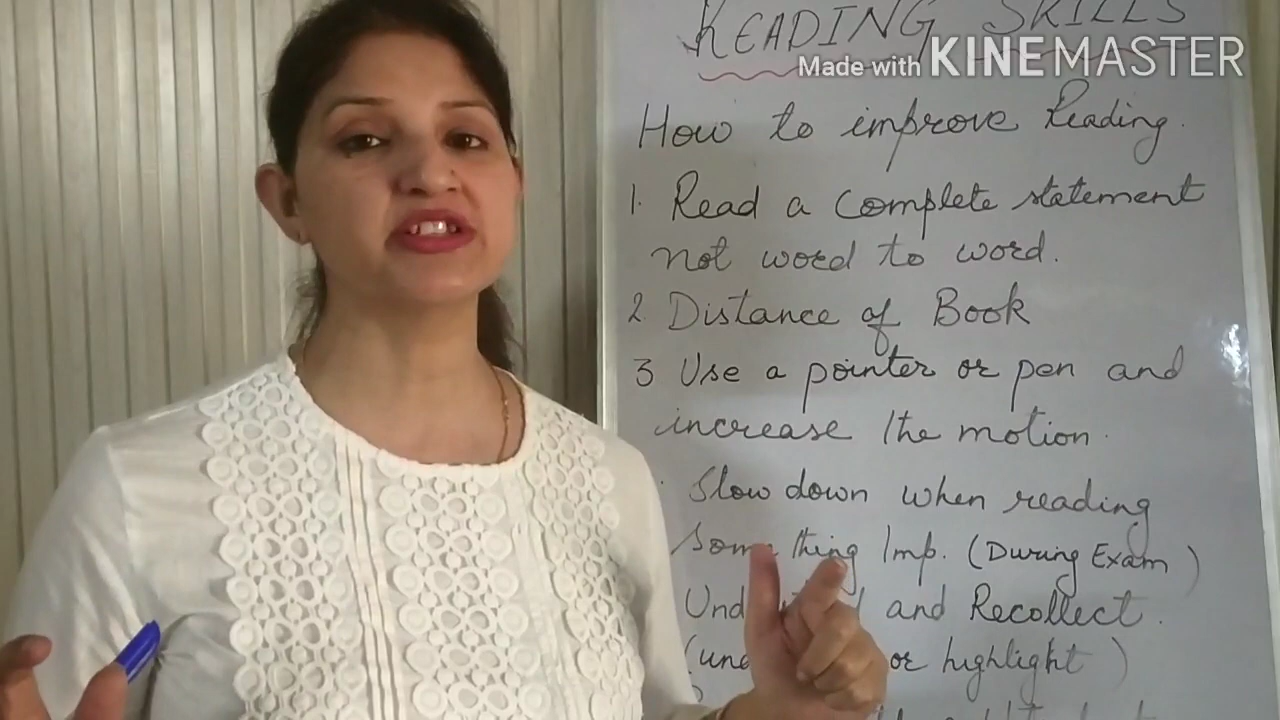 READING SKILLS
Made with KINEMASTER
How to improve Reading.
1. Read a complete statement
not word to word.
2. Distance of Book
3 Use a pointer or pen and
increase the motion.
Slow down when reading
Something Imp. (During Exam)
and Recollect.
or highlight)